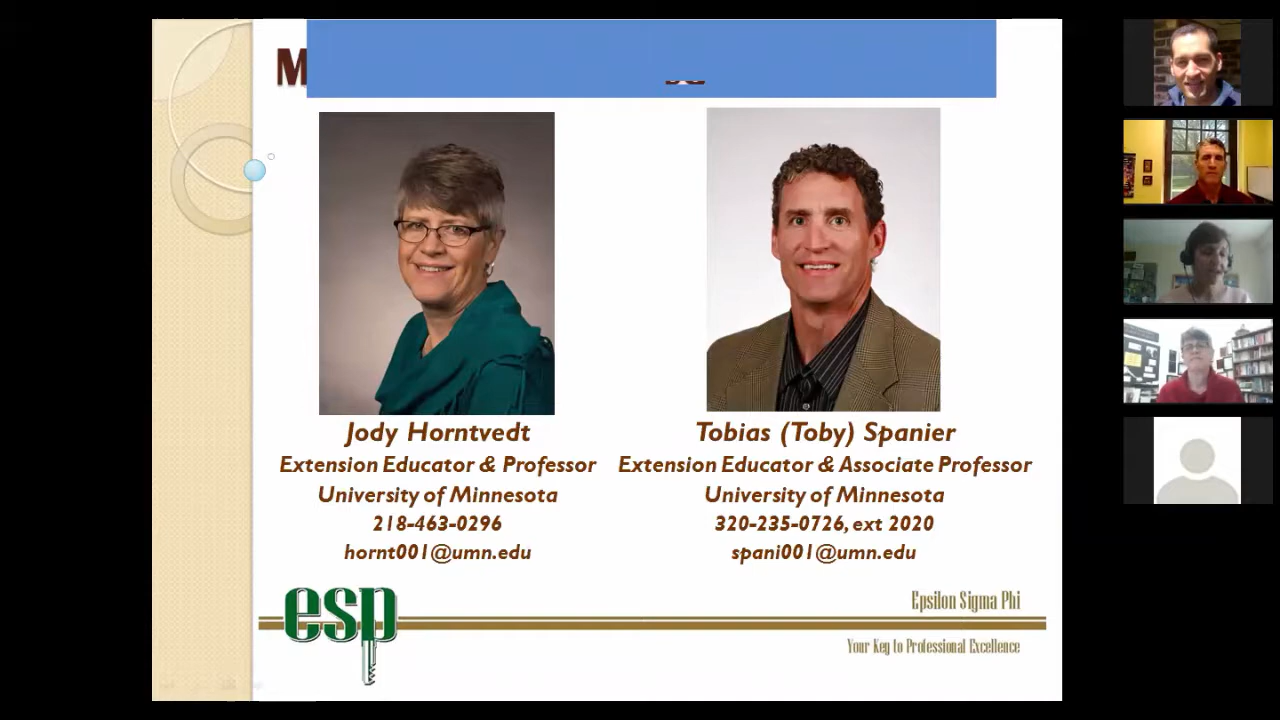 M
Jody Horntvedt
Extension Educator & Professor
University of Minnesota
218-463-0296
hornt001@umn.edu
Tobias (Toby) Spanier
Extension Educator & Associate Professor
University of Minnesota
320-235-0726, ext 2020
spani001@umn.edu
esp
Epsilon Sigma Phi
Your Key to Professional Excellence